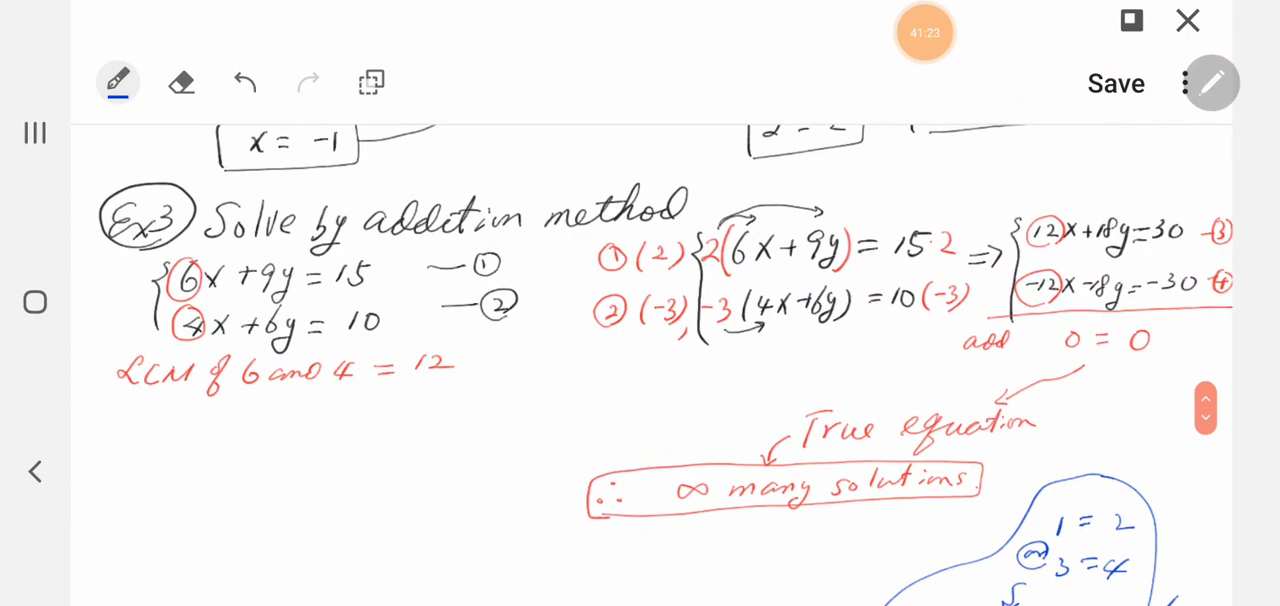 41:23
Save
x = -1
Ex3 Solve by addition method
{ 6x + 9y = 15 — ①
4x + 6y = 10 — ②
LCM of 6 and 4 = 12
① (2) { 2(6x + 9y) = 15·2 =>
② (-3), -3 (4x + 6y) = 10 (-3)
{ 12x + 18y = 30 - ③
-12x - 18y = -30 ④
add 0 = 0
True equation
∴ ∞ many solutions.
1 = 2
or 3 = 4